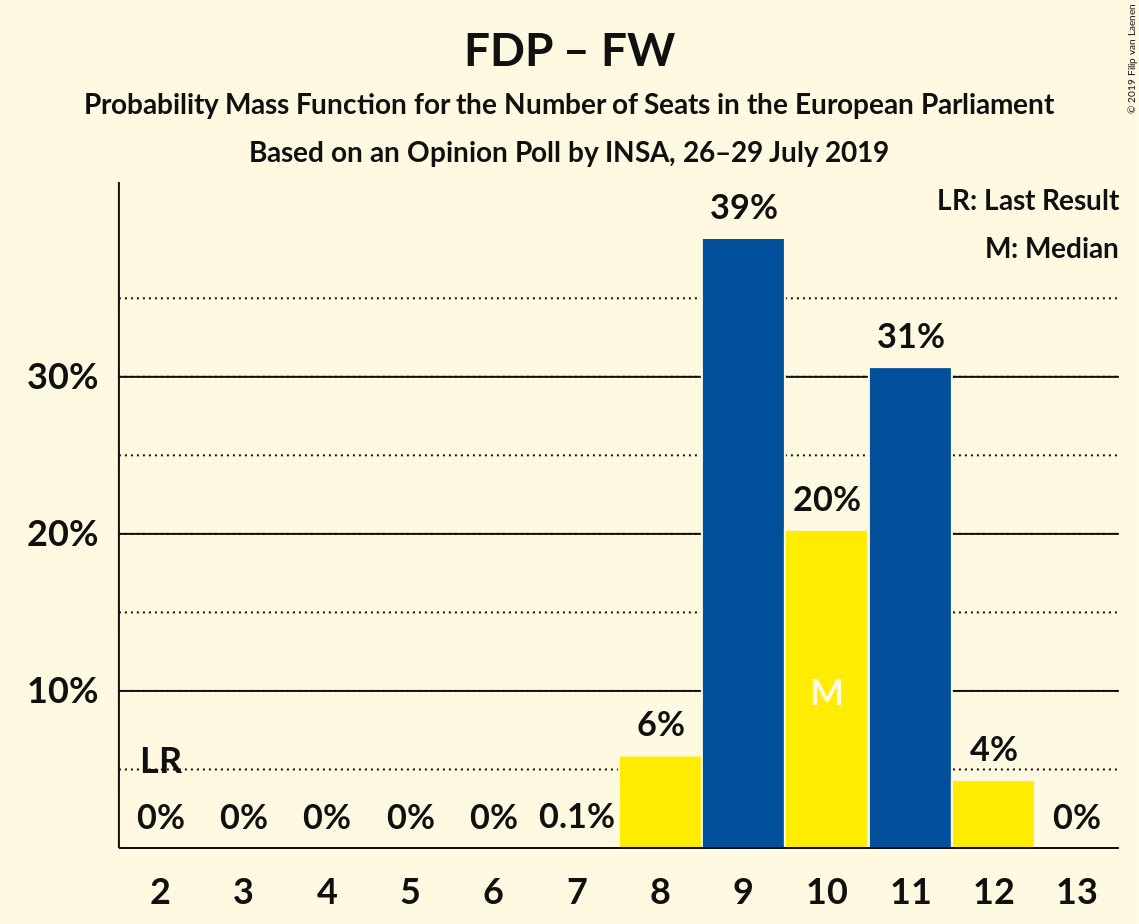 FDP – FW
Probability Mass Function for the Number of Seats in the European Parliament
Based on an Opinion Poll by INSA, 26–29 July 2019
© 2019 Filip van Laenen
LR: Last Result
M: Median
39%
31%
30%
20%
20%
10%
M
6%
4%
LR
0% 0% 0% 0% 0% 0.1% 0%
2 3 4 5 6 7 8 9 10 11 12 13